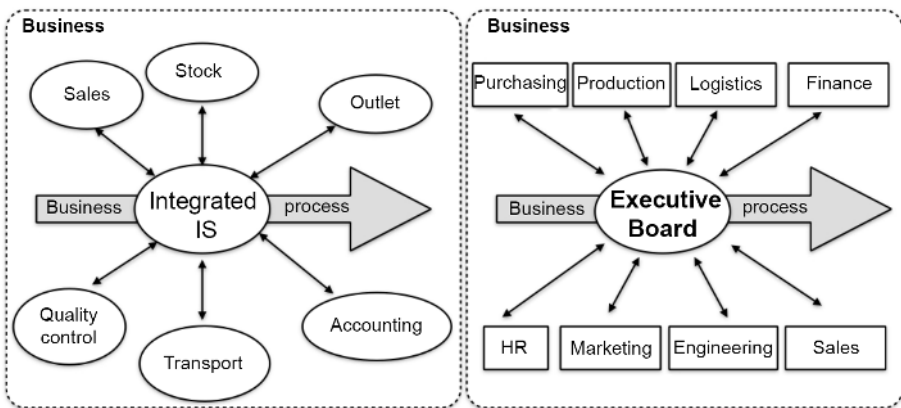 Business
Sales
Stock
Outlet
Business
Integrated
IS
process
Quality
control
Transport
Accounting
Business
Purchasing
Production
Logistics
Finance
Business
Executive
Board
process
HR
Marketing
Engineering
Sales